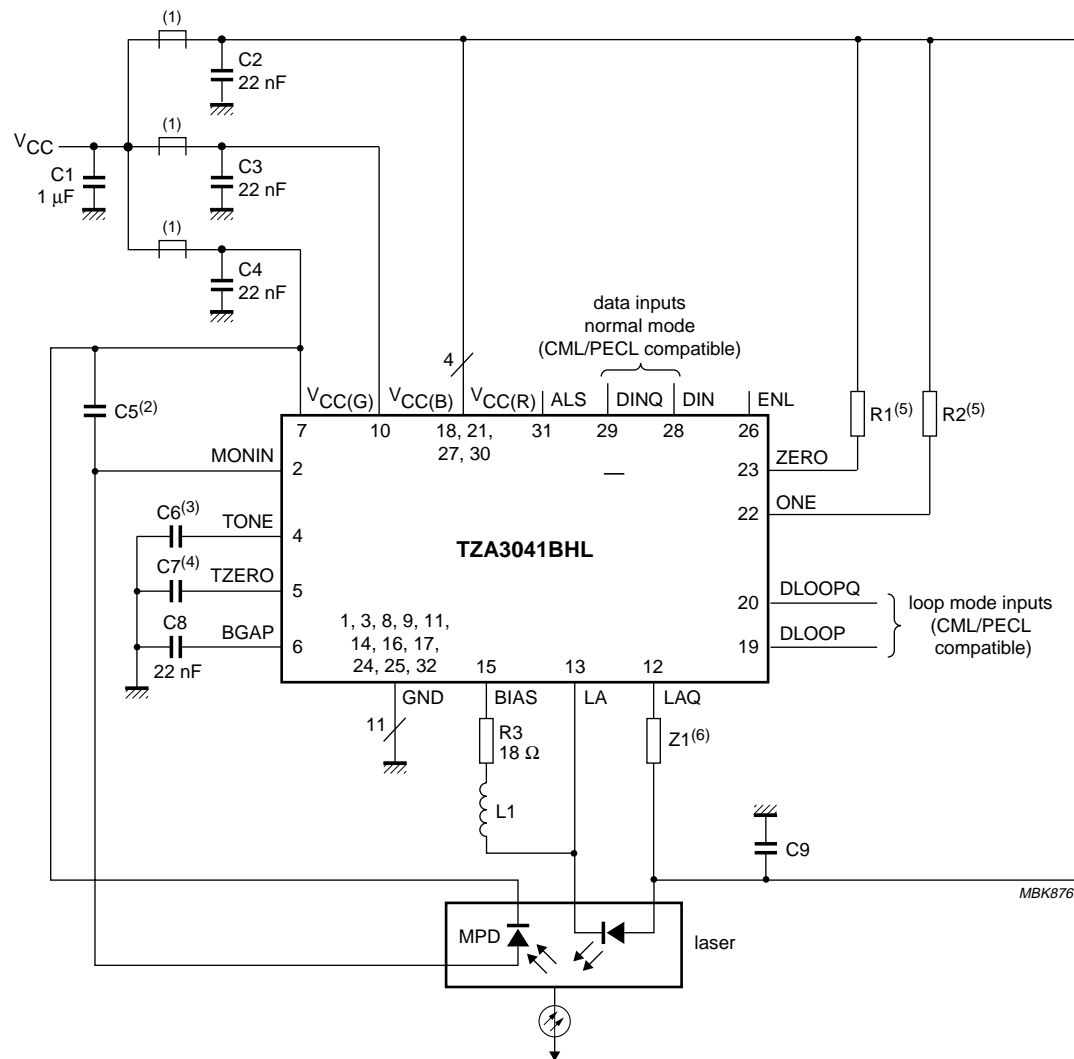 (1)
C2
22 nF
(1)
VCC
C3
22 nF
C1
1 μF
(1)
C4
22 nF
data inputs
normal mode
(CML/PECL compatible)
4
C5(2)
VCC(G)
VCC(B)
VCC(R)
ALS
DINQ
DIN
ENL
R1(5)
R2(5)
7
10
18, 21,
27, 30
31
29
28
26
MONIN
2
23
ZERO
C6(3)
TONE
4
22
ONE
TZA3041BHL
C7(4)
TZERO
5
20
DLOOPQ
loop mode inputs
(CML/PECL
compatible)
C8
22 nF
BGAP
6
1, 3, 8, 9, 11,
14, 16, 17,
24, 25, 32
19
DLOOP
15
13
12
GND
BIAS
LA
LAQ
11
R3
18 Ω
Z1(6)
L1
C9
MBK876
MPD
laser